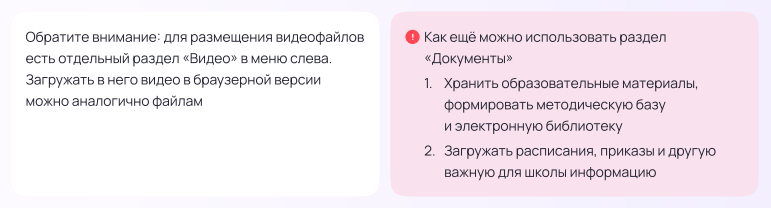 Обратите внимание: для размещения видеофайлов
есть отдельный раздел «Видео» в меню слева.
Загружать в него видео в браузерной версии
можно аналогично файлам
Как ещё можно использовать раздел
«Документы»
1. Хранить образовательные материалы,
формировать методическую базу
и электронную библиотеку
2. Загружать расписания, приказы и другую
важную для школы информацию